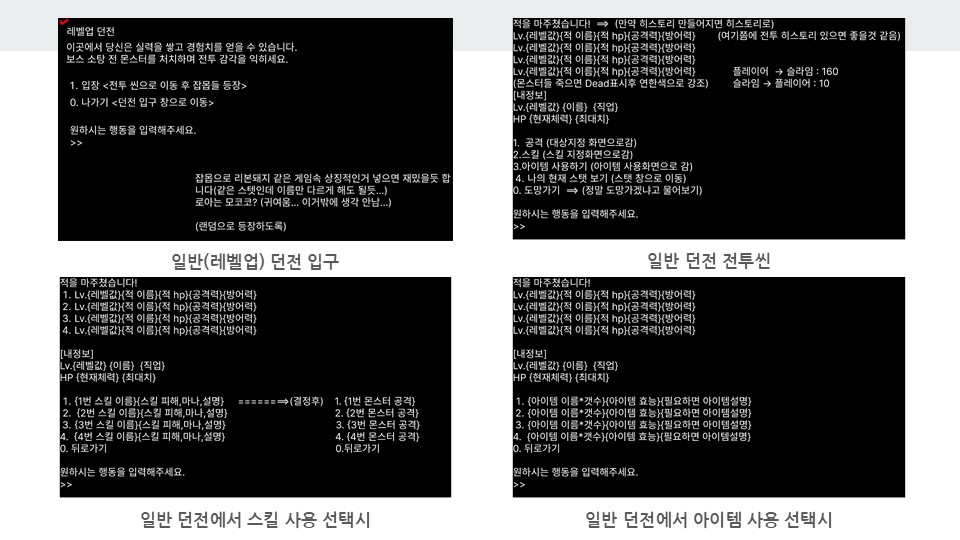 레벨업 던전
이곳에서 당신은 실력을 쌓고 경험치를 얻을 수 있습니다.
보스 소탕 전 몬스터를 처치하며 전투 감각을 익히세요.
1. 입장 <전투 씬으로 이동 후 잡몹들 등장>
0. 나가기 <던전 입구 창으로 이동>
원하시는 행동을 입력해주세요.
>>
잡몹으로 리본돼지 같은 게임속 상징적인거 넣으면 재밌을듯 합
니다(같은 스텟인데 이름만 다르게 해도 될듯...)
로아는 모코코? (귀여움... 이거밖에 생각 안남...)
(랜덤으로 등장하도록)
일반(레벨업) 던전 입구
적을 마주쳤습니다! ⇒ (만약 히스토리 만들어지면 히스토리로)
Lv.{레벨값}{적 이름}{적 hp}{공격력}{방어력} (여기쯤에 전투 히스토리 있으면 좋을것 같음)
Lv.{레벨값}{적 이름}{적 hp}{공격력}{방어력}
Lv.{레벨값}{적 이름}{적 hp}{공격력}{방어력}
Lv.{레벨값}{적 이름}{적 hp}{공격력}{방어력} 플레이어 → 슬라임 : 160
(몬스터들 죽으면 Dead표시후 연한색으로 강조) 슬라임 → 플레이어 : 10
[내정보]
Lv.{레벨값} {이름} {직업}
HP {현재체력} {최대치}
1. 공격 (대상지정 화면으로감)
2.스킬 (스킬 지정화면으로감)
3.아이템 사용하기 (아이템 사용화면으로 감)
4. 나의 현재 스탯 보기 (스탯 창으로 이동)
0. 도망가기 ⇒ (정말 도망가겠냐고 물어보기)
원하시는 행동을 입력해주세요.
>>
일반 던전 전투씬
적을 마주쳤습니다!
1. Lv.{레벨값}{적 이름}{적 hp}{공격력}{방어력}
2. Lv.{레벨값}{적 이름}{적 hp}{공격력}{방어력}
3. Lv.{레벨값}{적 이름}{적 hp}{공격력}{방어력}
4. Lv.{레벨값}{적 이름}{적 hp}{공격력}{방어력}
[내정보]
Lv.{레벨값} {이름} {직업}
HP {현재체력} {최대치}
1. {1번 스킬 이름}{스킬 피해,마나,설명} =======⇒(결정후) 1. {1번 몬스터 공격}
2. {2번 스킬 이름}{스킬 피해,마나,설명} 2. {2번 몬스터 공격}
3. {3번 스킬 이름}{스킬 피해,마나,설명} 3. {3번 몬스터 공격}
4. {4번 스킬 이름}{스킬 피해,마나,설명} 4. {4번 몬스터 공격}
0. 뒤로가기 0.뒤로가기
원하시는 행동을 입력해주세요.
>>
일반 던전에서 스킬 사용 선택시
적을 마주쳤습니다!
Lv.{레벨값}{적 이름}{적 hp}{공격력}{방어력}
Lv.{레벨값}{적 이름}{적 hp}{공격력}{방어력}
Lv.{레벨값}{적 이름}{적 hp}{공격력}{방어력}
Lv.{레벨값}{적 이름}{적 hp}{공격력}{방어력}
[내정보]
Lv.{레벨값} {이름} {직업}
HP {현재체력} {최대치}
1. {아이템 이름*갯수}{아이템 효능}{필요하면 아이템설명}
2. {아이템 이름*갯수}{아이템 효능}{필요하면 아이템설명}
3. {아이템 이름*갯수}{아이템 효능}{필요하면 아이템설명}
4. {아이템 이름*갯수}{아이템 효능}{필요하면 아이템설명}
0. 뒤로가기
원하시는 행동을 입력해주세요.
>>
일반 던전에서 아이템 사용 선택시